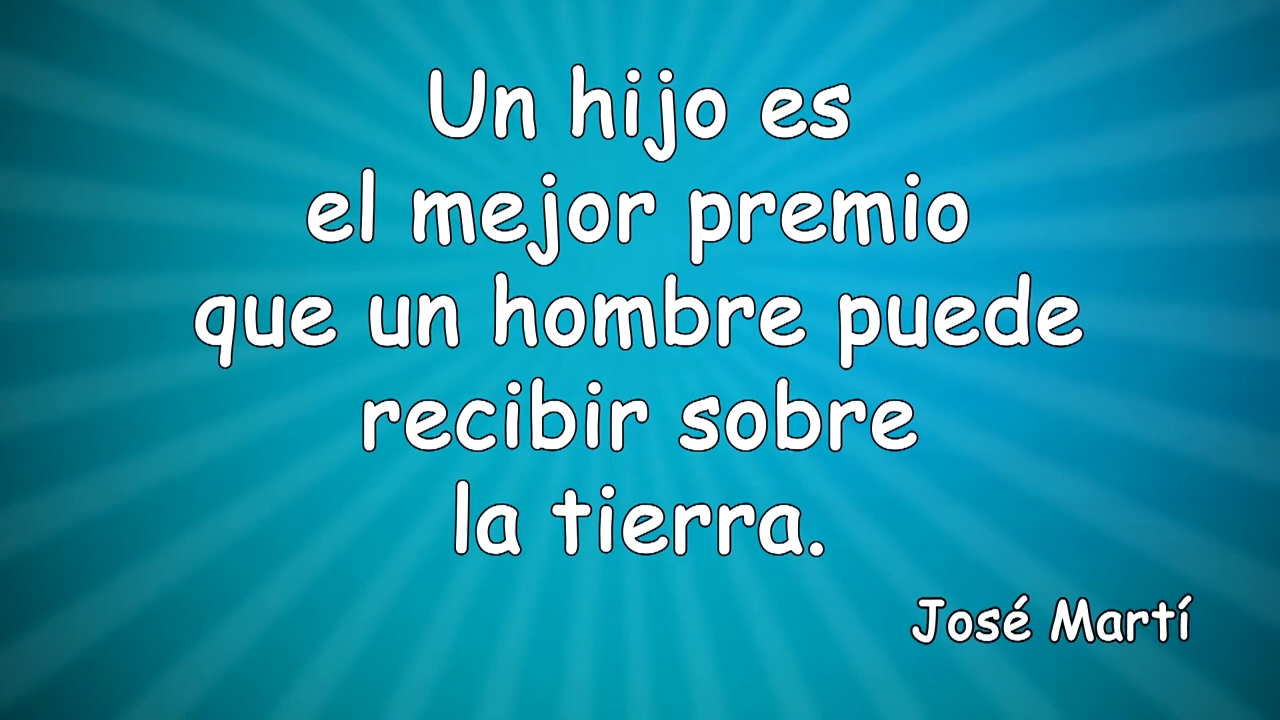 Un hijo es
el mejor premio
que un hombre puede
recibir sobre
la tierra.
José Martí